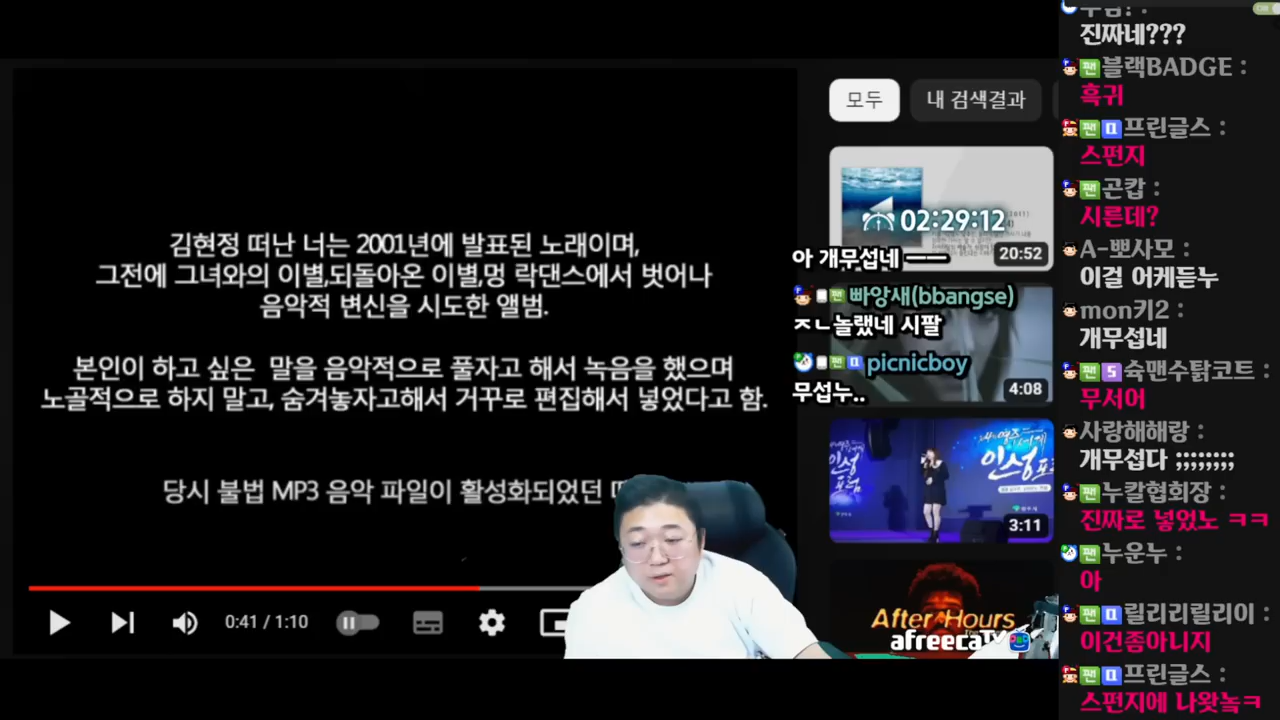 김현정 떠난 너는 2001년에 발표된 노래이며,
그전에 그녀와의 이별,되돌아온 이별,멍 락댄스에서 벗어나
음악적 변신을 시도한 앨범.
본인이 하고 싶은 말을 음악적으로 풀자고 해서 녹음을 했으며
노골적으로 하지 말고, 숨겨놓자고해서 거꾸로 편집해서 넣었다고 함.
당시 불법 MP3 음악 파일이 활성화되었던
0:41 / 1:10
모두
내 검색결과
02:29:12
20:52
아 개무섭네 ㅡㅡ
빠앙새(bbangse)
ㅈㄴ놀랬네 시팔
picnicboy
무섭누..
4:08
인성
포럼
인성포
3:11
After Hours
afreecaTV
진짜네???
블랙BADGE :
흑귀
프린글스 :
스펀지
곤캅 :
시른데?
A-뽀사모 :
이걸 어케듣누
mon키2 :
개무섭네
숙맨수탉코트 :
무서어
사랑해해랑 :
개무섭다 ;;;;;;;;
누칼협회장 :
진짜로 넣었노 ㅋㅋ
누운누 :
아
릴리리릴리이 :
이건좀아니지
프린글스 :
스펀지에 나왓놐ㅋ